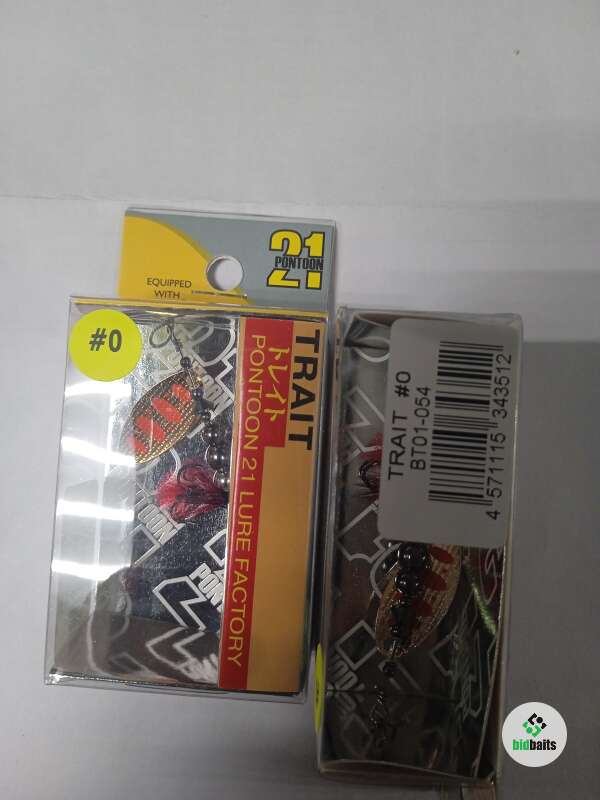 21
PONTOON
EQUIPPED
WITH...
#0
TRAIT
トレイト
PONTOON 21 LURE FACTORY
PONTOON
TRAIT #0
BT01-054
4 571115 343512
bidbaits